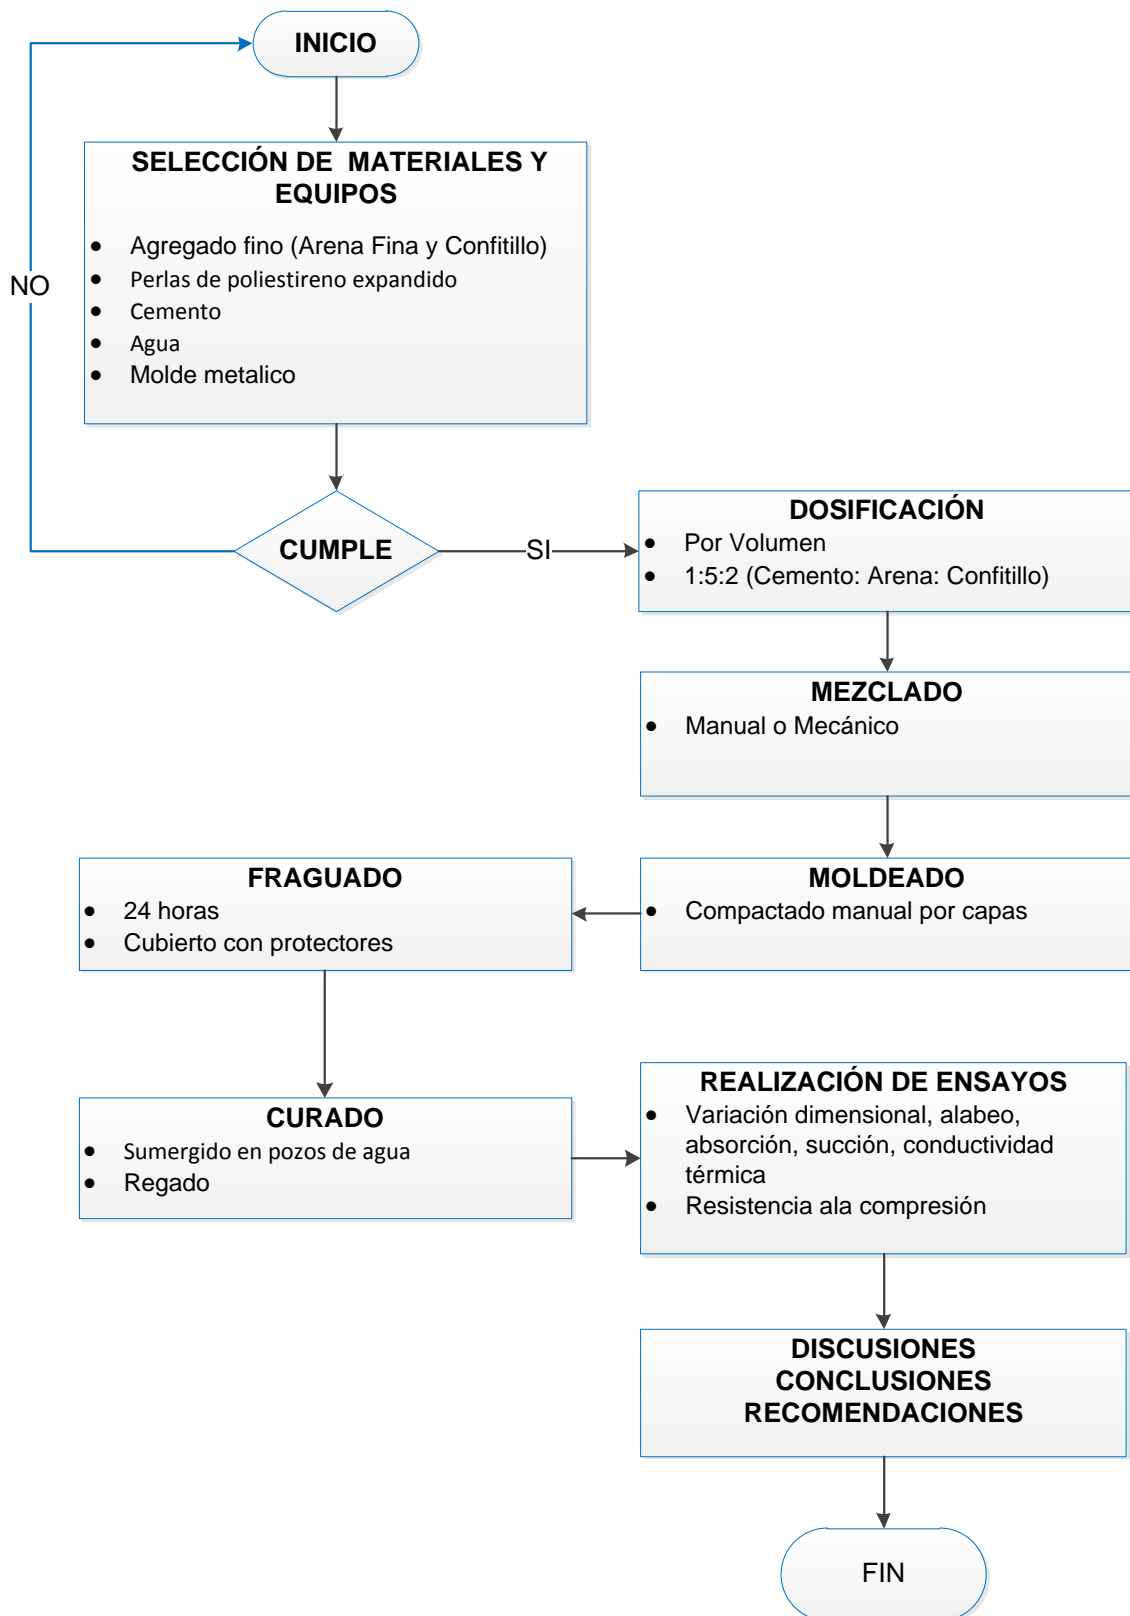 INICIO
SELECCIÓN DE MATERIALES Y
EQUIPOS
• Agregado fino (Arena Fina y Confitillo)
• Perlas de poliestireno expandido
• Cemento
• Agua
• Molde metalico
NO
CUMPLE
SI
DOSIFICACIÓN
• Por Volumen
• 1:5:2 (Cemento: Arena: Confitillo)
MEZCLADO
• Manual o Mecánico
MOLDEADO
• Compactado manual por capas
FRAGUADO
• 24 horas
• Cubierto con protectores
CURADO
• Sumergido en pozos de agua
• Regado
REALIZACIÓN DE ENSAYOS
• Variación dimensional, alabeo,
absorción, succión, conductividad
térmica
• Resistencia ala compresión
DISCUSIONES
CONCLUSIONES
RECOMENDACIONES
FIN